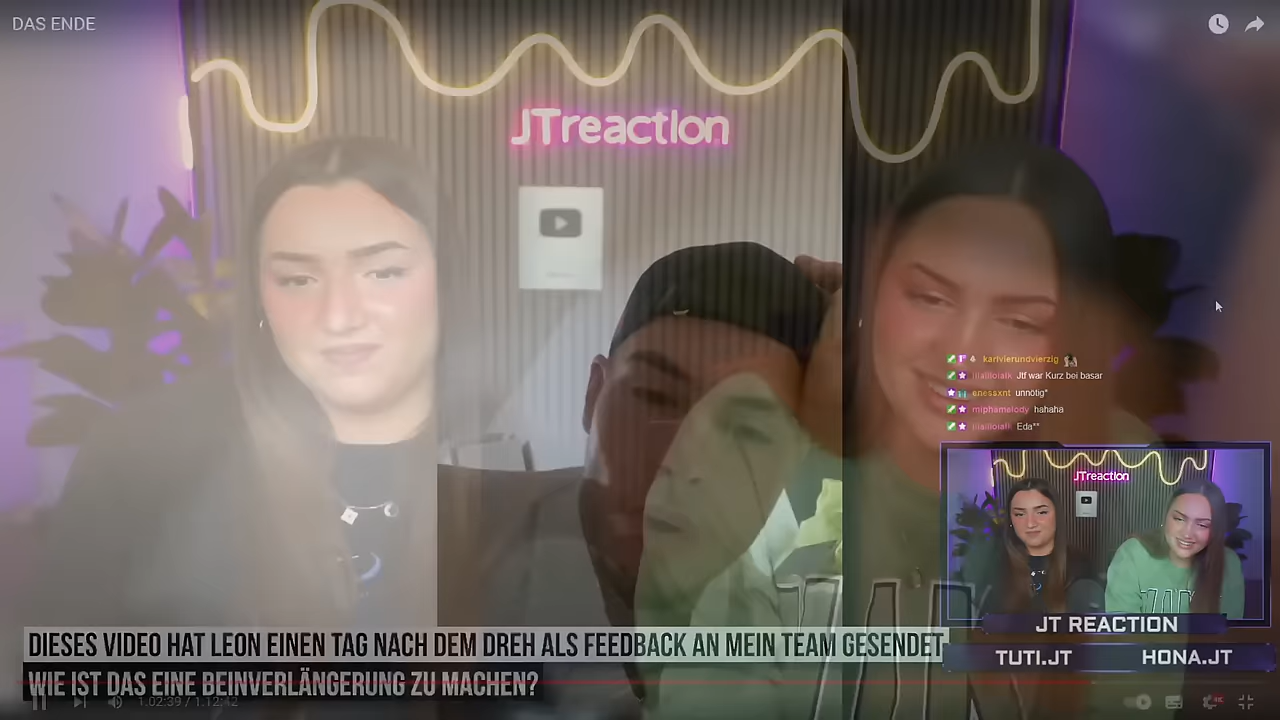 DAS ENDE
JTreaction
karlvierundvierzig
Jtf war Kurz bei basar
enessxnt unnötig*
miphamelody hahaha
Eda**
JTreaction
JT REACTION
TUTI.JT HONA.JT
DIESES VIDEO HAT LEON EINEN TAG NACH DEM DREH ALS FEEDBACK AN MEIN TEAM GESENDET
WIE IST DAS EINE BEINVERLÄNGERUNG ZU MACHEN?
1:02:39 / 1:12:42